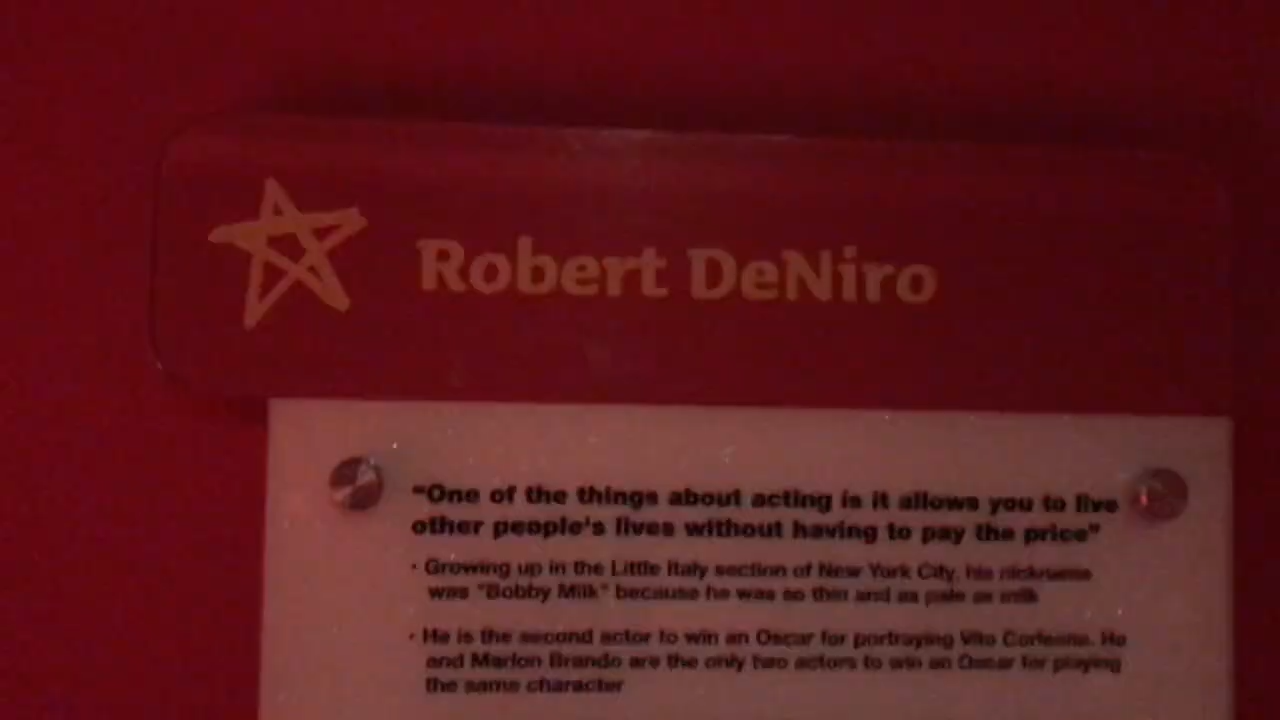 Robert DeNiro
"One of the things about acting is it allows you to live
other people's lives without having to pay the price"
• Growing up in the Little Italy section of New York City, his nickname
was "Bobby Milk" because he was so thin and as pale as milk
• He is the second actor to win an Oscar for portraying Vito Corleone. He
and Marlon Brando are the only two actors to win an Oscar for playing
the same character